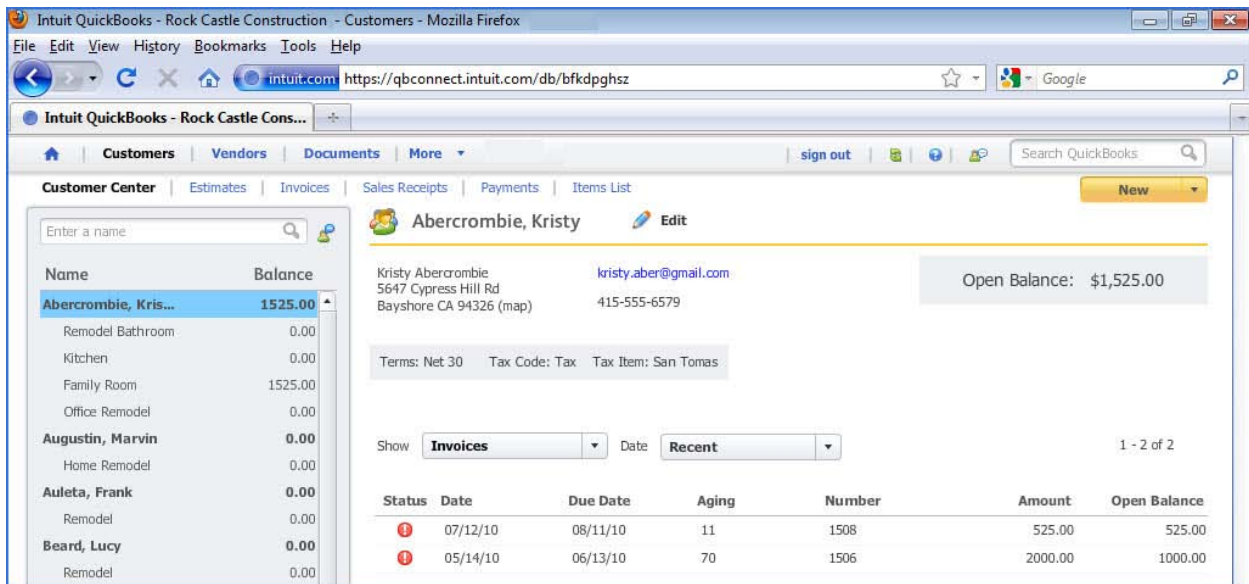 Intuit QuickBooks - Rock Castle Construction - Customers - Mozilla Firefox
File Edit View History Bookmarks Tools Help
intuit.com https://qbconnect.intuit.com/db/bfkdpghsz Google
Intuit QuickBooks - Rock Castle Cons...
Customers Vendors Documents More sign out Search QuickBooks
Customer Center Estimates Invoices Sales Receipts Payments Items List New
Enter a name
Name Balance
Abercrombie, Kris... 1525.00
Remodel Bathroom 0.00
Kitchen 0.00
Family Room 1525.00
Office Remodel 0.00
Augustin, Marvin 0.00
Home Remodel 0.00
Auleta, Frank 0.00
Remodel 0.00
Beard, Lucy 0.00
Remodel 0.00
Abercrombie, Kristy Edit
Kristy Abercrombie kristy.aber@gmail.com
5647 Cypress Hill Rd 415-555-6579
Bayshore CA 94326 (map)
Open Balance: $1,525.00
Terms: Net 30 Tax Code: Tax Tax Item: San Tomas
Show Invoices Date Recent 1 - 2 of 2
Status Date Due Date Aging Number Amount Open Balance
07/12/10 08/11/10 11 1508 525.00 525.00
05/14/10 06/13/10 70 1506 2000.00 1000.00